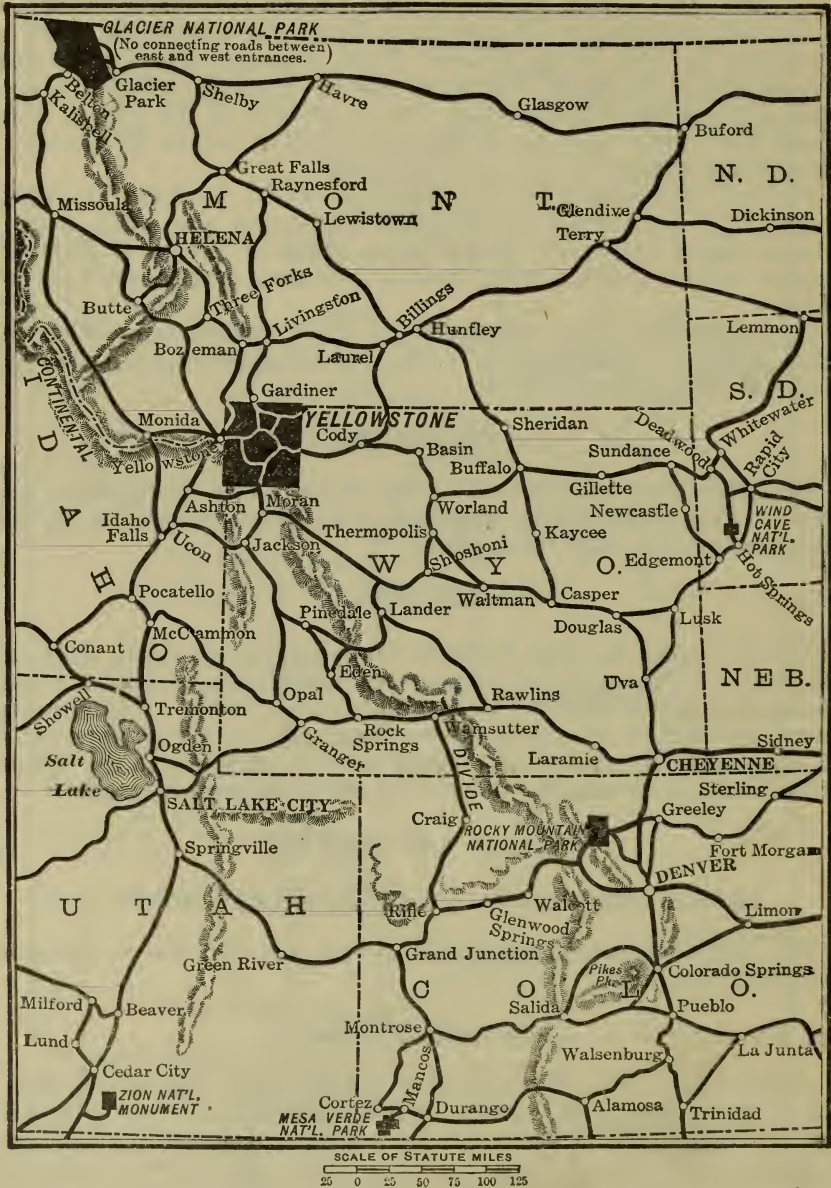 GLACIER NATIONAL PARK
(No connecting roads between
east and west entrances.)
Belton
Glacier
Park
Kalispell
Shelby
Havre
Glasgow
Buford
Great Falls
Raynesford
N. D.
M O N T.
Missoula
Lewistown
Glendive
Dickinson
HELENA
Terry
Butte
Three Forks
Livingston
Billings
Huntley
Lemmon
Bozeman
Laurel
CONTINENTAL
Gardiner
S. D.
I D A H O
Monida
YELLOWSTONE
Cody
Sheridan
Deadwood
Whitewater
Yellowstone
Basin
Buffalo
Sundance
Rapid
City
Gillette
Ashton
Moran
Worland
Newcastle
WIND
CAVE
NAT'L.
PARK
Idaho
Falls
Ucon
Jackson
Thermopolis
Kaycee
Shoshoni
W Y O.
Edgemont
Hot Springs
Pocatello
Waltman
Casper
McCammon
Pinedale
Lander
Douglas
Lusk
Conant
Eden
Uva
NEB.
Showell
Tremonton
Opal
Rawlins
Rock
Springs
Wamsutter
Granger
Ogden
Salt
Lake
DIVIDE
Laramie
Sidney
CHEYENNE
SALT LAKE CITY
Sterling
Craig
ROCKY MOUNTAIN
NATIONAL PARK
Greeley
Springville
Fort Morgan
DENVER
U T A H
Rifle
Glenwood
Springs
Walcott
Limon
Green River
Grand Junction
Pikes
Pk.
Colorado Springs
C O L O.
Milford
Beaver
Salida
Pueblo
Lund
Montrose
Walsenburg
La Junta
Cedar City
Mancos
ZION NAT'L.
MONUMENT
Cortez
MESA VERDE
NAT'L. PARK
Durango
Alamosa
Trinidad
SCALE OF STATUTE MILES
25 0 25 50 75 100 125